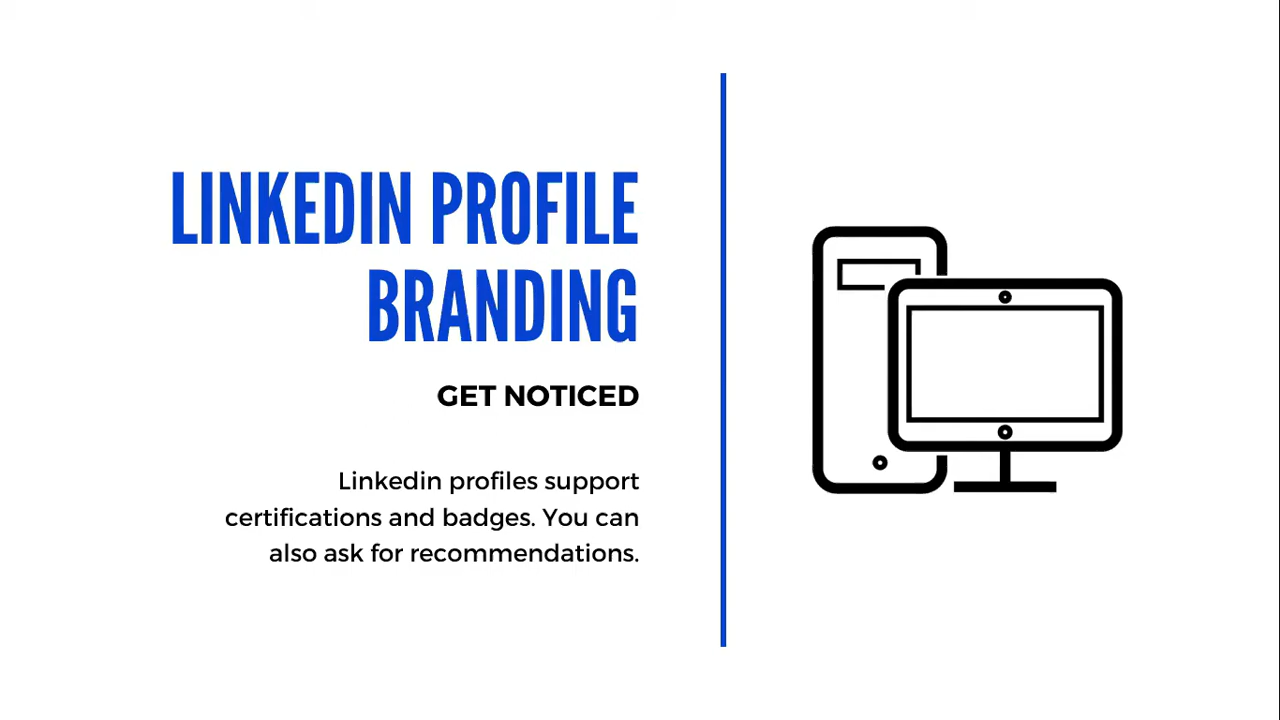 LINKEDIN PROFILE
BRANDING
GET NOTICED
Linkedin profiles support
certifications and badges. You can
also ask for recommendations.